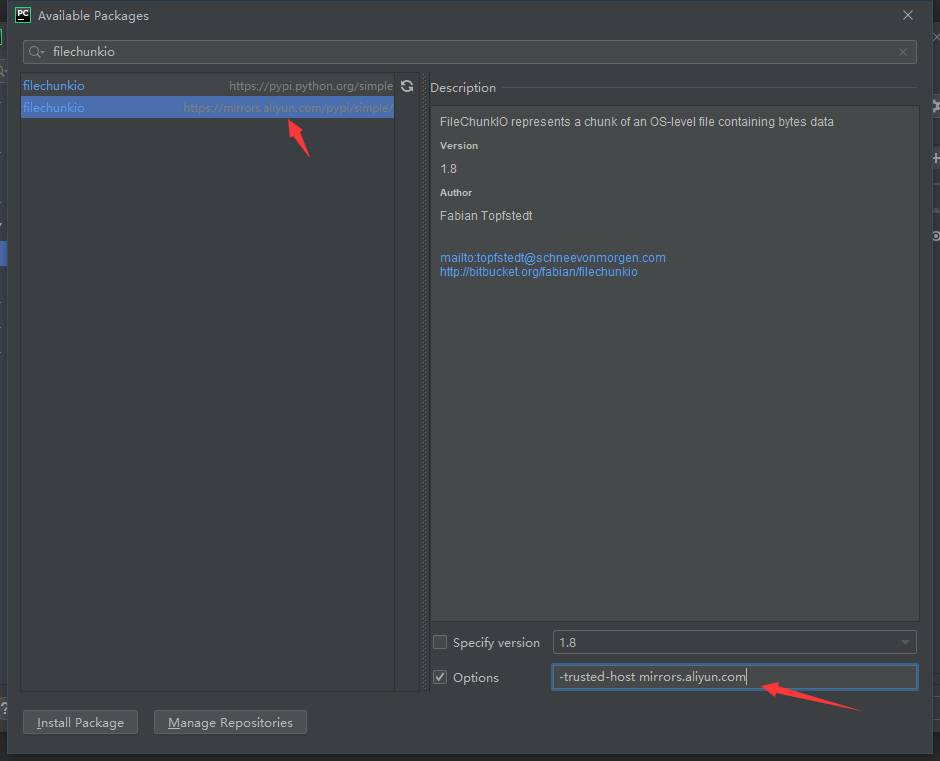 PC Available Packages
filechunkio
filechunkio https://pypi.python.org/simple
filechunkio https://mirrors.aliyun.com/pypi/simple/
Description
FileChunkIO represents a chunk of an OS-level file containing bytes data
Version
1.8
Author
Fabian Topfstedt
mailto:topfstedt@schneevonmorgen.com
http://bitbucket.org/fabian/filechunkio
Specify version 1.8
Options -trusted-host mirrors.aliyun.com
Install Package Manage Repositories